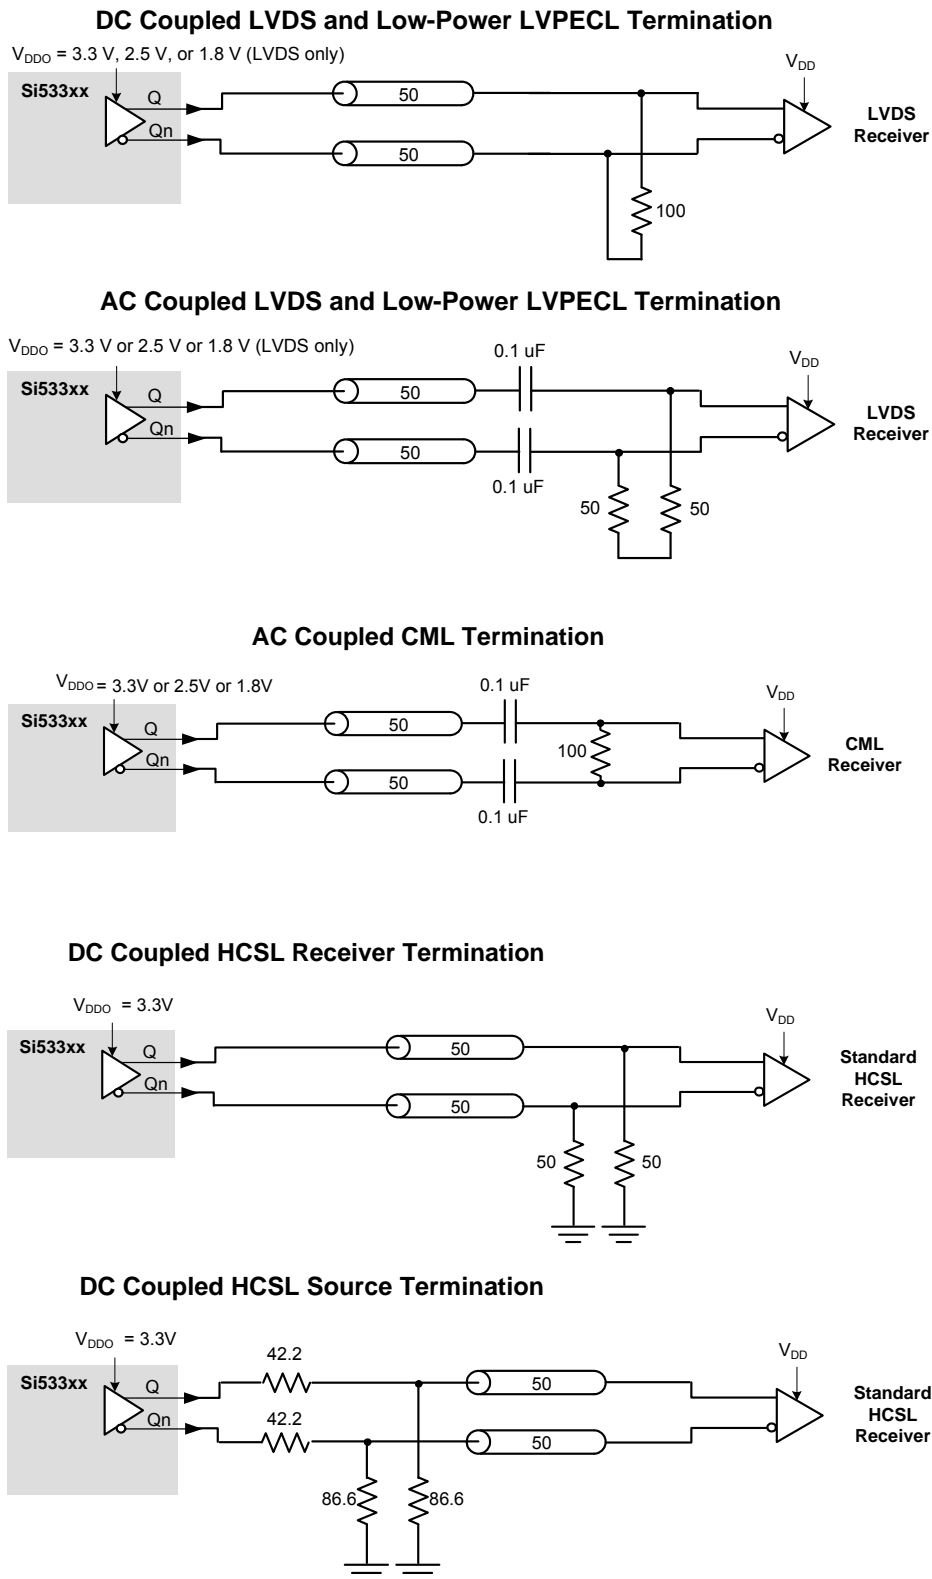 DC Coupled LVDS and Low-Power LVPECL Termination
VDDO = 3.3 V, 2.5 V, or 1.8 V (LVDS only)
Si533xx
Q
Qn
50
50
100
VDD
LVDS
Receiver
AC Coupled LVDS and Low-Power LVPECL Termination
VDDO = 3.3 V or 2.5 V or 1.8 V (LVDS only)
Si533xx
Q
Qn
50
50
0.1 uF
0.1 uF
50
50
VDD
LVDS
Receiver
AC Coupled CML Termination
VDDO = 3.3V or 2.5V or 1.8V
Si533xx
Q
Qn
50
50
0.1 uF
0.1 uF
100
VDD
CML
Receiver
DC Coupled HCSL Receiver Termination
VDDO = 3.3V
Si533xx
Q
Qn
50
50
50
50
VDD
Standard
HCSL
Receiver
DC Coupled HCSL Source Termination
VDDO = 3.3V
Si533xx
Q
Qn
42.2
42.2
86.6
86.6
50
50
VDD
Standard
HCSL
Receiver